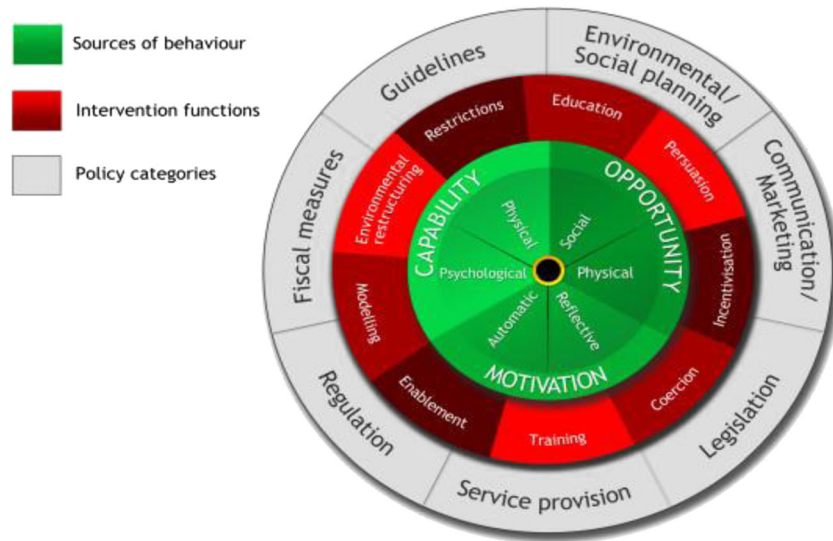 Sources of behaviour
Intervention functions
Policy categories
Guidelines
Environmental/
Social planning
Communication/
Marketing
Legislation
Service provision
Regulation
Fiscal measures
Restrictions
Education
Persuasion
Incentivisation
Coercion
Training
Enablement
Modelling
Environmental
restructuring
CAPABILITY
OPPORTUNITY
MOTIVATION
Physical
Social
Psychological
Physical
Automatic
Reflective